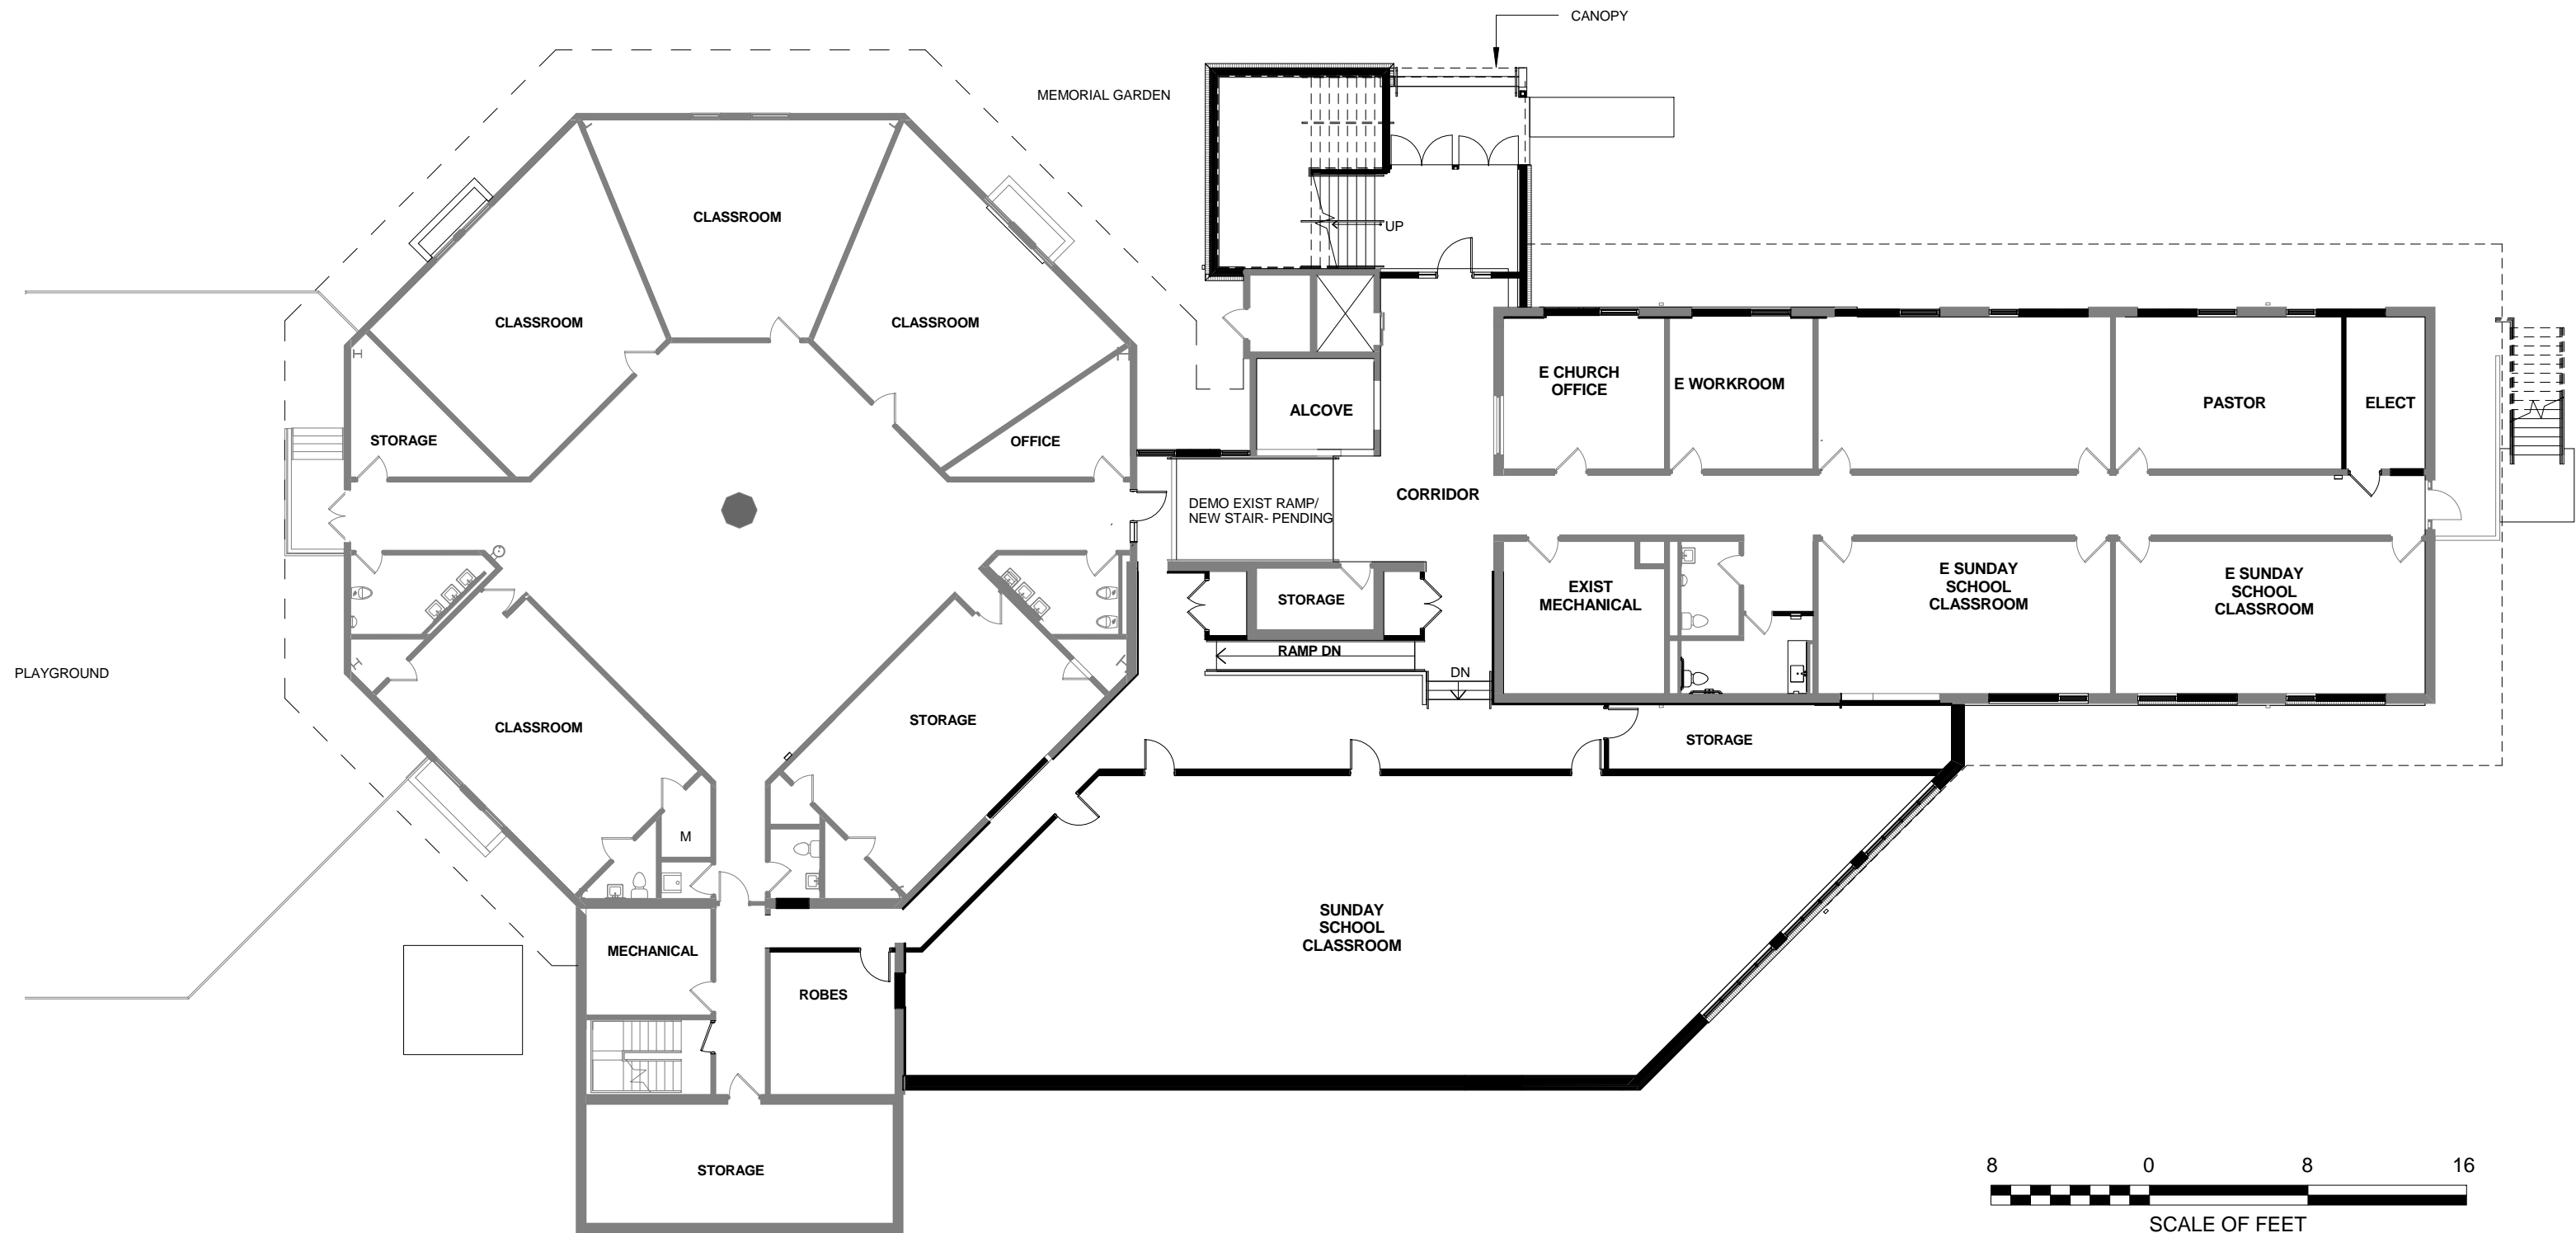 CANOPY
MEMORIAL GARDEN
CLASSROOM
UP
CLASSROOM
CLASSROOM
E CHURCH
OFFICE
E WORKROOM
PASTOR
ELECT
ALCOVE
STORAGE
OFFICE
CORRIDOR
DEMO EXIST RAMP/
NEW STAIR- PENDING
EXIST
MECHANICAL
E SUNDAY
SCHOOL
CLASSROOM
E SUNDAY
SCHOOL
CLASSROOM
STORAGE
RAMP DN
DN
PLAYGROUND
CLASSROOM
STORAGE
STORAGE
M
SUNDAY
SCHOOL
CLASSROOM
MECHANICAL
ROBES
STORAGE
8 0 8 16
SCALE OF FEET